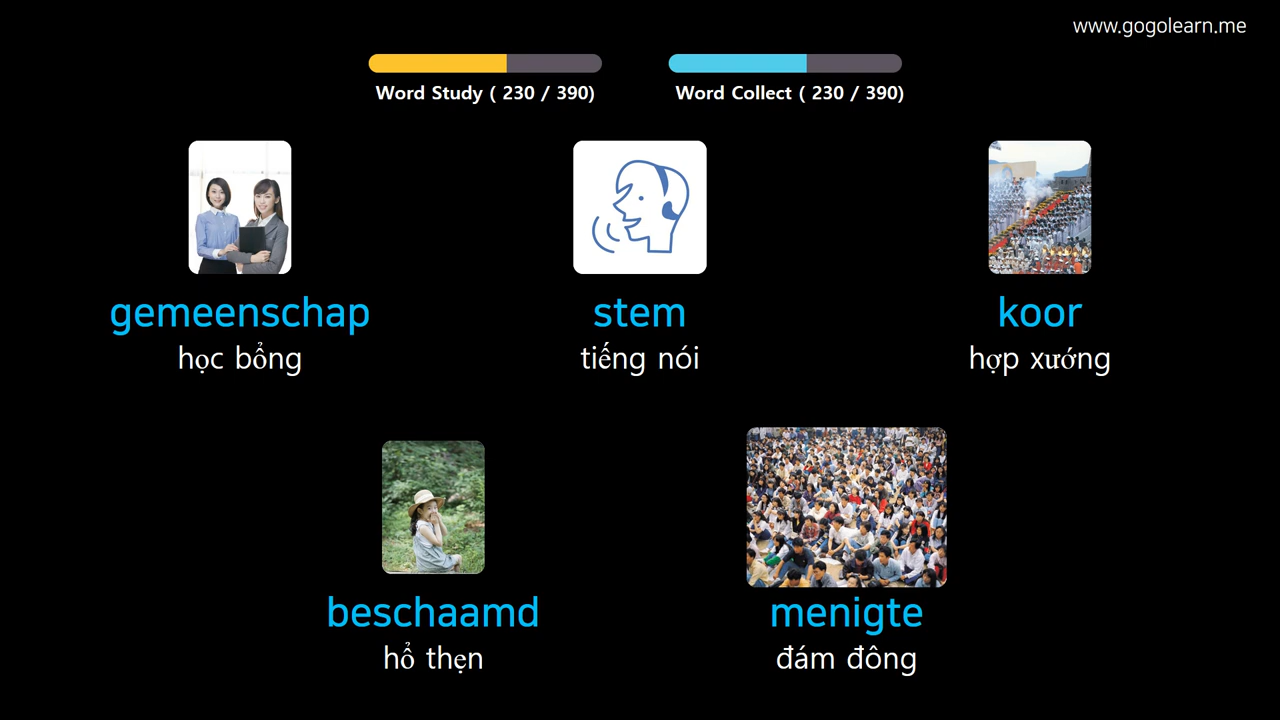 www.gogolearn.me
Word Study ( 230 / 390)
Word Collect ( 230 / 390)
gemeenschap
học bổng
stem
tiếng nói
koor
hợp xướng
beschaamd
hổ thẹn
menigte
đám đông